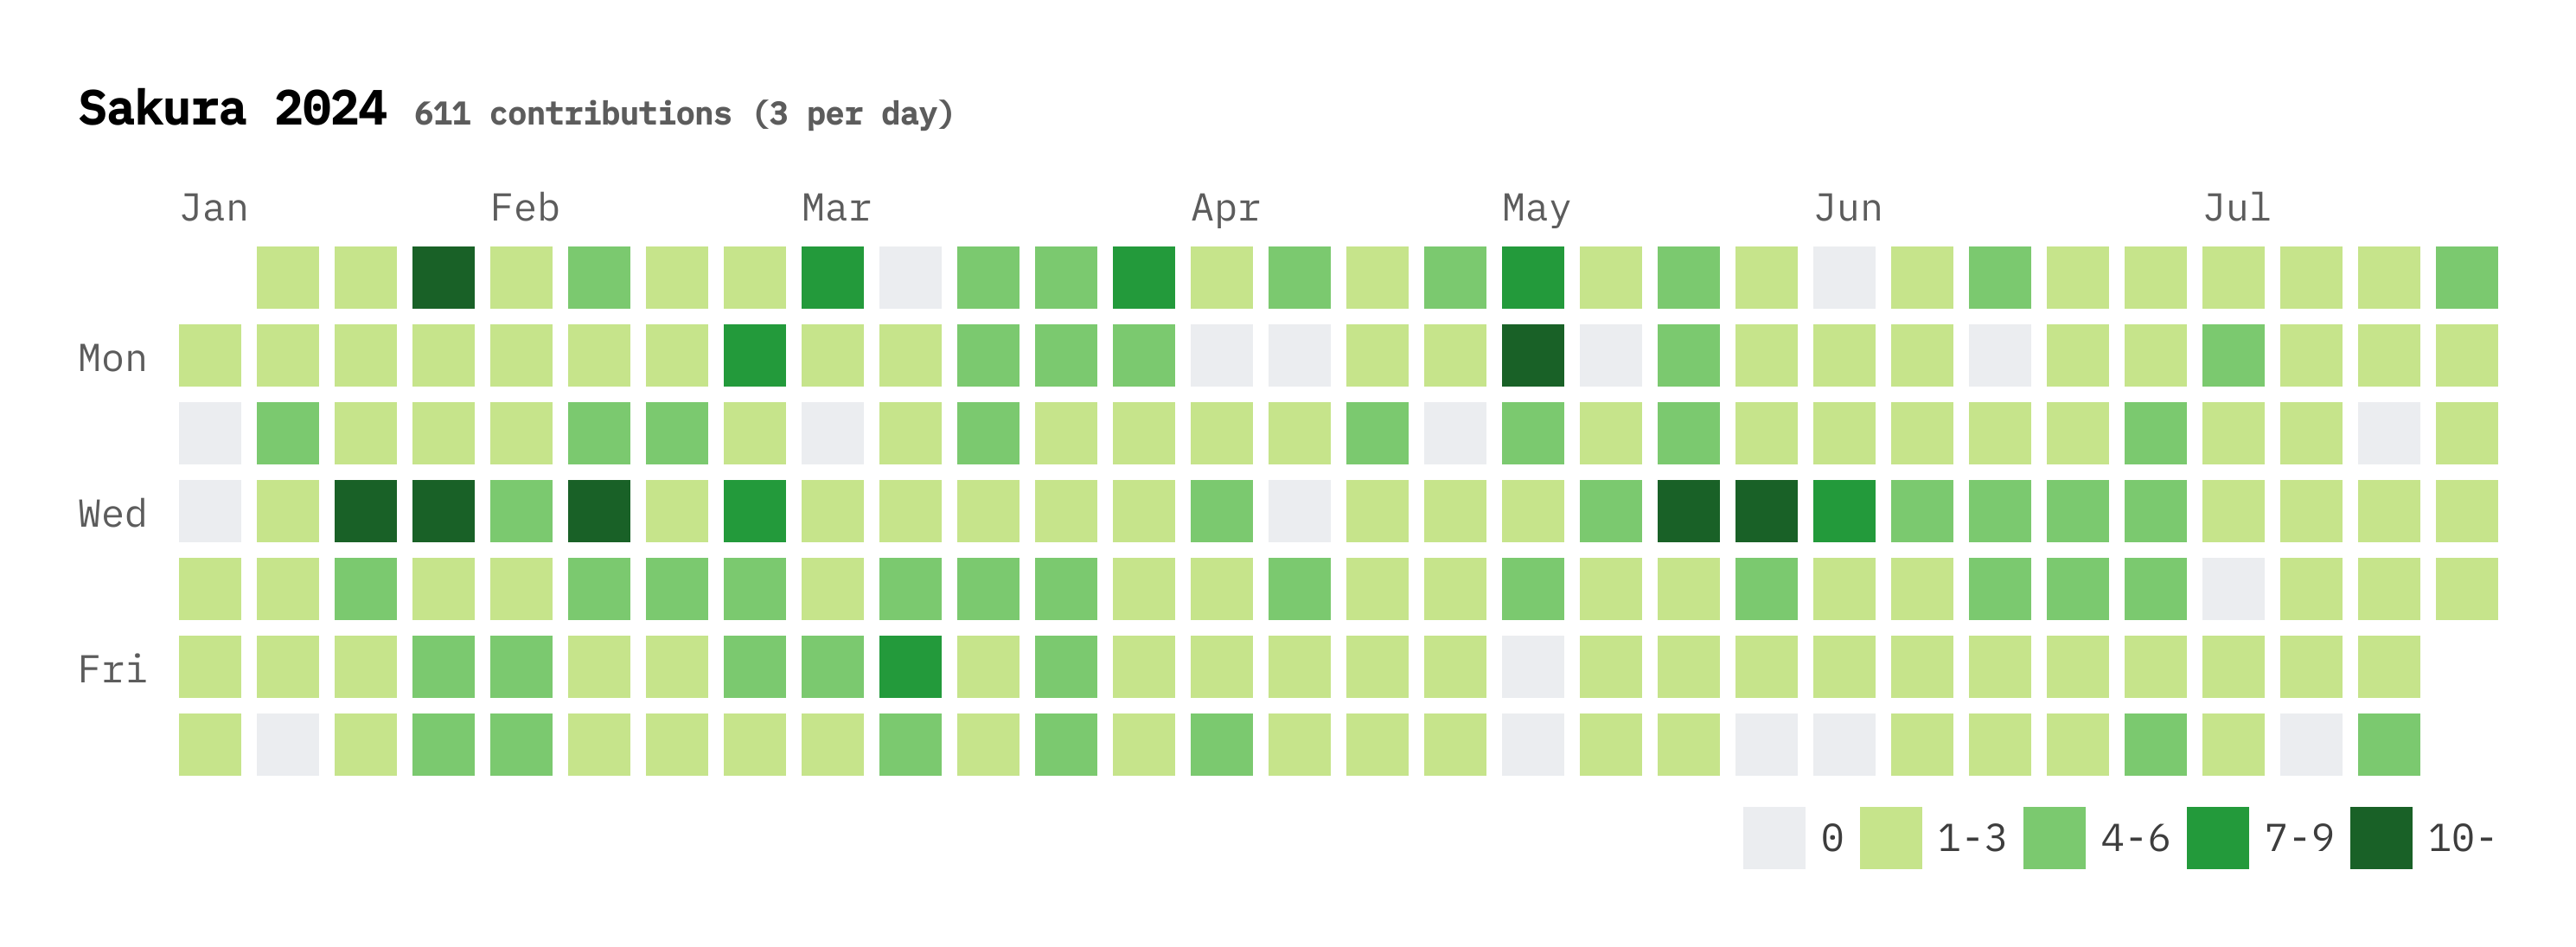 Sakura 2024 611 contributions (3 per day)
Jan Feb Mar Apr May Jun Jul
Mon
Wed
Fri
0 1-3 4-6 7-9 10-